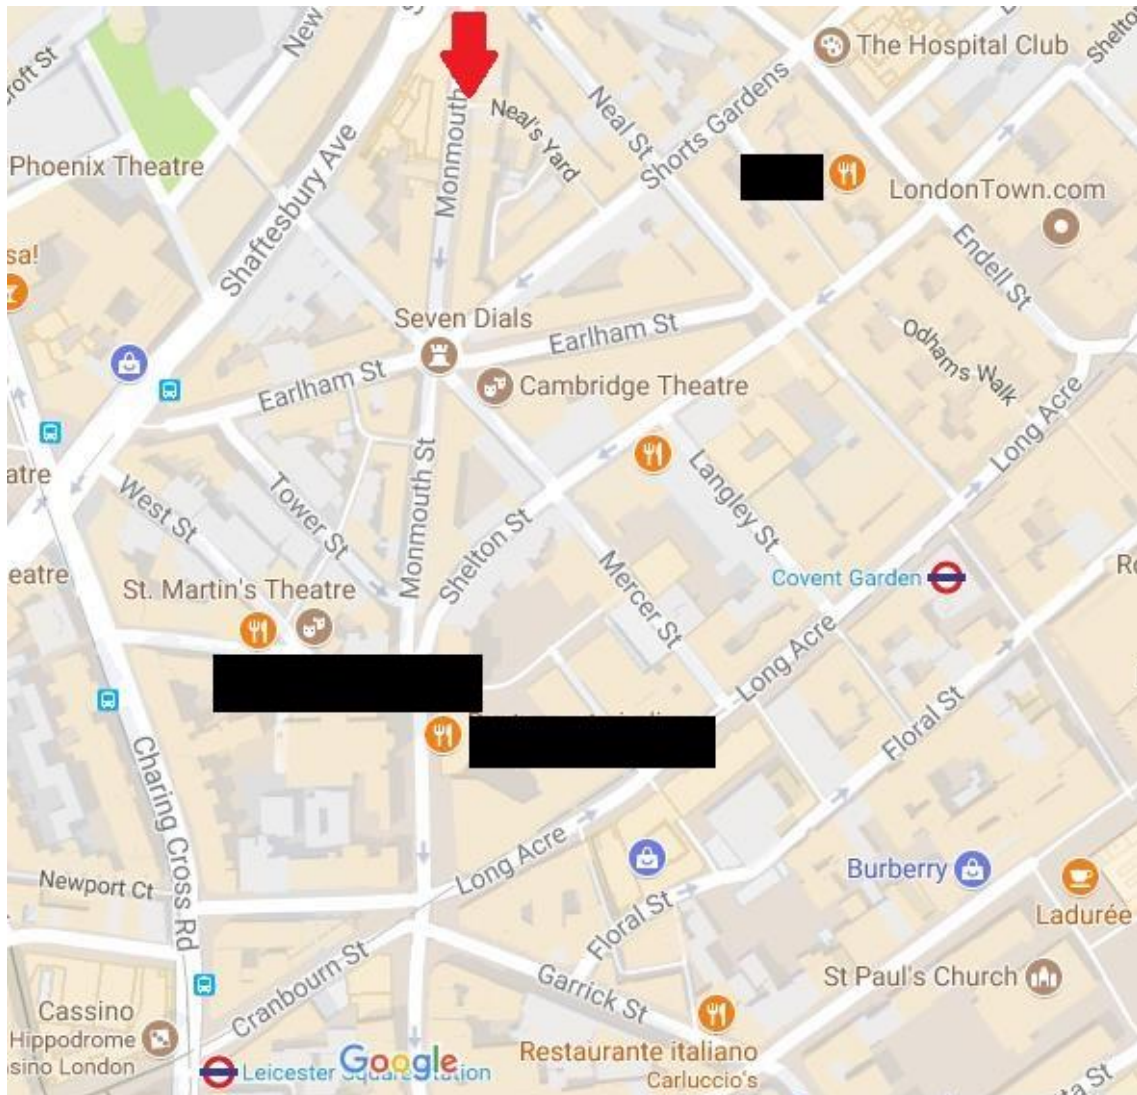 New
The Hospital Club
Shelton
croft St
Monmouth
Neal's Yard
Neal St
Shorts Gardens
Phoenix Theatre
LondonTown.com
Shaftesbury Ave
sa!
Endell St
Seven Dials
Earlham St
Odhams Walk
Earlham St
Cambridge Theatre
Long Acre
atre
West St
Tower St
Monmouth St
Shelton St
Langley St
Mercer St
eatre
St. Martin's Theatre
Covent Garden
Long Acre
Floral St
Charing Cross Rd
Long Acre
Newport Ct
Burberry
Floral St
Ladurée
Cranbourn St
Garrick St
St Paul's Church
Cassino
Hippodrome
sino London
Restaurante italiano
Carluccio's
Leicester Square Station
Google
ta St